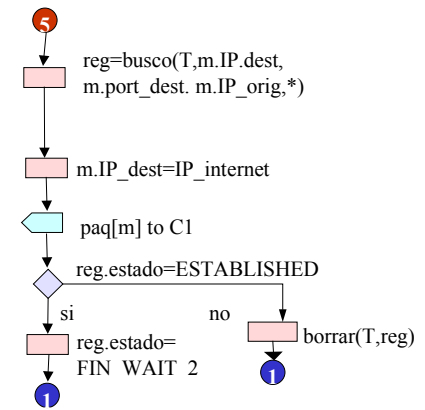 5
reg=busco(T,m.IP.dest,
m.port_dest. m.IP_orig,*)
m.IP_dest=IP_internet
paq[m] to C1
reg.estado=ESTABLISHED
si
no
reg.estado=
FIN_WAIT_2
borrar(T,reg)
1
1